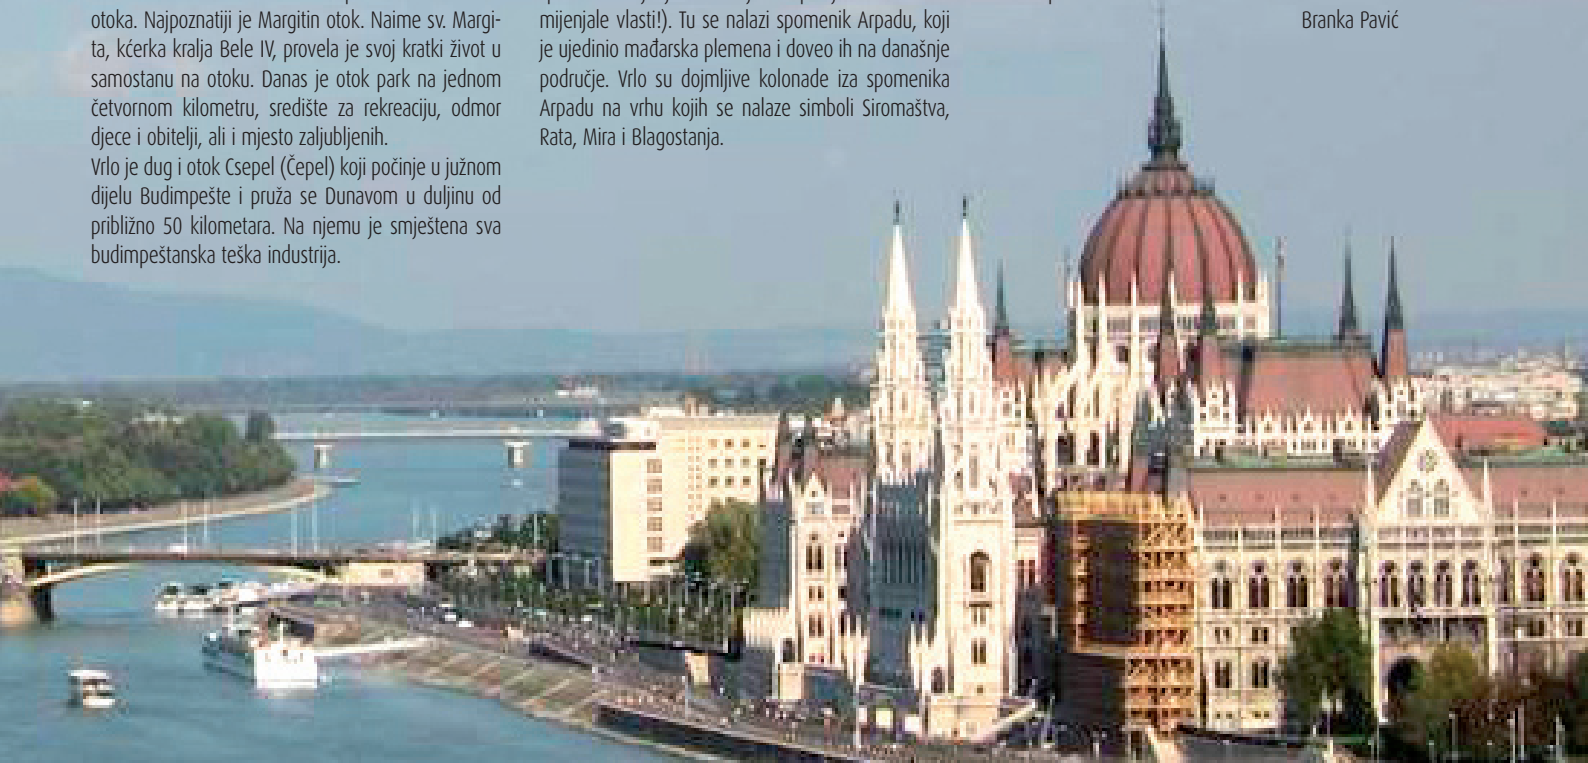 otoka. Najpoznatiji je Margitin otok. Naime sv. Margi-
ta, kćerka kralja Bele IV, provela je svoj kratki život u
samostanu na otoku. Danas je otok park na jednom
četvornom kilometru, središte za rekreaciju, odmor
djece i obitelji, ali i mjesto zaljubljenih.
Vrlo je dug i otok Csepel (Čepel) koji počinje u južnom
dijelu Budimpešte i pruža se Dunavom u duljinu od
približno 50 kilometara. Na njemu je smještena sva
budimpeštanska teška industrija.
mijenjale vlasti!). Tu se nalazi spomenik Arpadu, koji
je ujedinio mađarska plemena i doveo ih na današnje
područje. Vrlo su dojmljive kolonade iza spomenika
Arpadu na vrhu kojih se nalaze simboli Siromaštva,
Rata, Mira i Blagostanja.
Branka Pavić